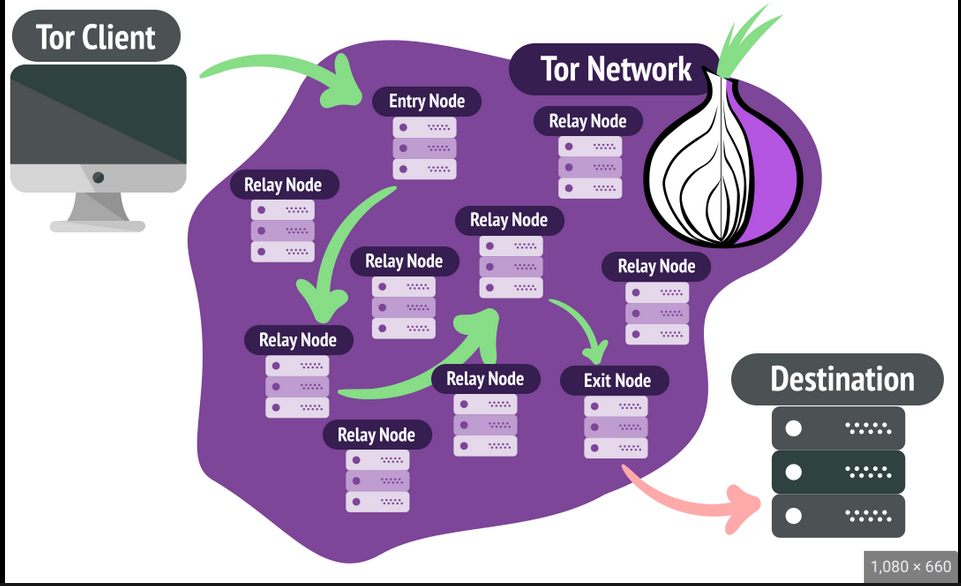 Tor Client
Tor Network
Entry Node
Relay Node
Relay Node
Relay Node
Relay Node
Relay Node
Relay Node
Destination
Relay Node
Exit Node
Relay Node
1,080 × 660